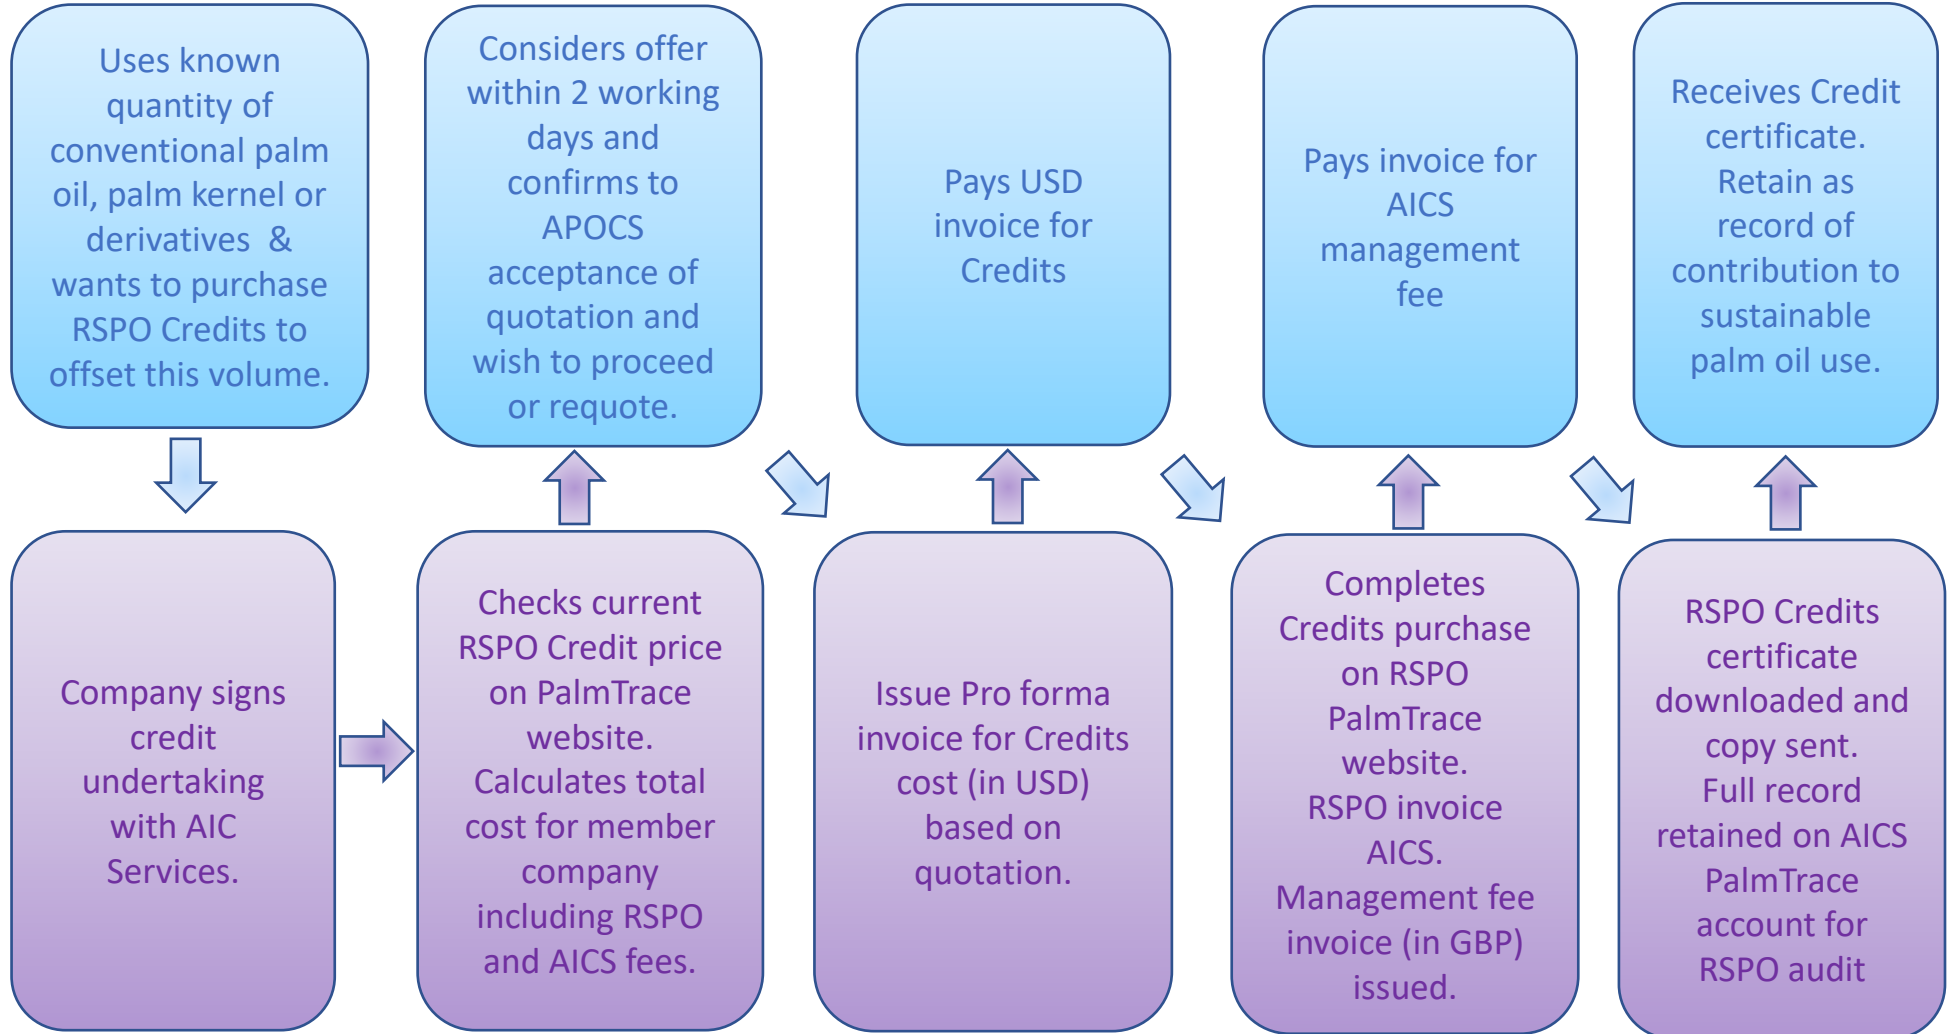 Uses known
quantity of
conventional palm
oil, palm kernel or
derivatives  &
wants to purchase
RSPO Credits to
offset this volume.
Company signs
credit
undertaking
with AIC
Services.
Checks current
RSPO Credit price
on PalmTrace
website.
Calculates total
cost for member
company
including RSPO
and AICS fees.
Considers offer
within 2 working
days and
confirms to
APOCS
acceptance of
quotation and
wish to proceed
or requote.
Issue Pro forma
invoice for Credits
cost (in USD)
based on
quotation.
Pays USD
invoice for
Credits
Completes
Credits purchase
on RSPO
PalmTrace
website.
RSPO invoice
AICS.
Management fee
invoice (in GBP)
issued.
Pays invoice for
AICS
management
fee
RSPO Credits
certificate
downloaded and
copy sent.
Full record
retained on AICS
PalmTrace
account for
RSPO audit
Receives Credit
certificate.
Retain as
record of
contribution to
sustainable
palm oil use.